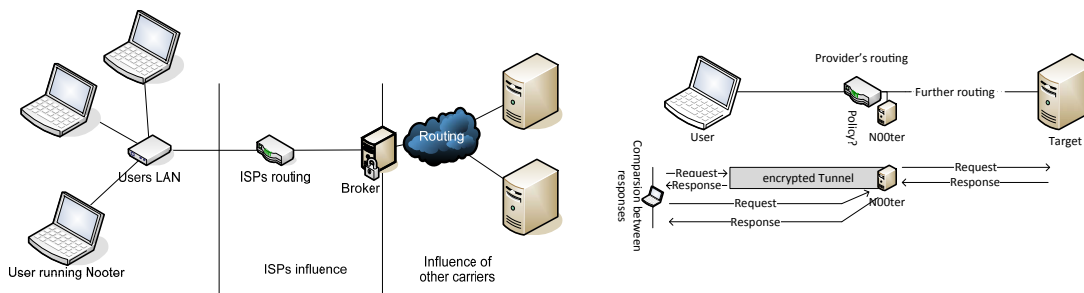 Users LAN
User running Nooter
ISPs routing
ISPs influence
Broker
Routing
Influence of
other carriers
Provider's routing
Further routing
Policy?
N00ter
User
Target
Comparsion between
responses
Request
Response
encrypted Tunnel
N00ter
Request
Response
Request
Response